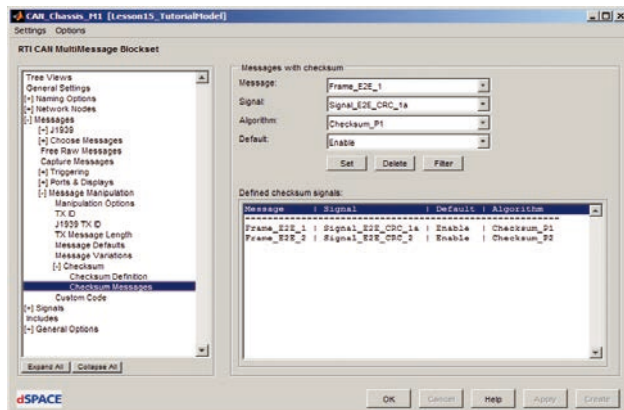 CAN_Chassis_M1 [Lesson15_TutorialModel]
Settings Options
RTI CAN MultiMessage Blockset
Tree Views
General Settings
[+] Naming Options
[+] Network Nodes
[-] Messages
[+] J1939
[+] Choose Messages
Free Raw Messages
Capture Messages
[+] Triggering
[+] Ports & Displays
[-] Message Manipulation
Manipulation Options
TX ID
J1939 TX ID
TX Message Length
Message Defaults
Message Variations
[-] Checksum
Checksum Definition
Checksum Messages
Custom Code
[+] Signals
Includes
[+] General Options
Expand All Collapse All
Messages with checksum
Message: Frame_E2E_1
Signal: Signal_E2E_CRC_1a
Algorithm: Checksum_P1
Default: Enable
Set Delete Filter
Defined checksum signals:
Message | Signal | Default | Algorithm
Frame_E2E_1 | Signal_E2E_CRC_1a | Enable | Checksum_P1
Frame_E2E_2 | Signal_E2E_CRC_2 | Enable | Checksum_P2
dSPACE
OK Cancel Help Apply Create